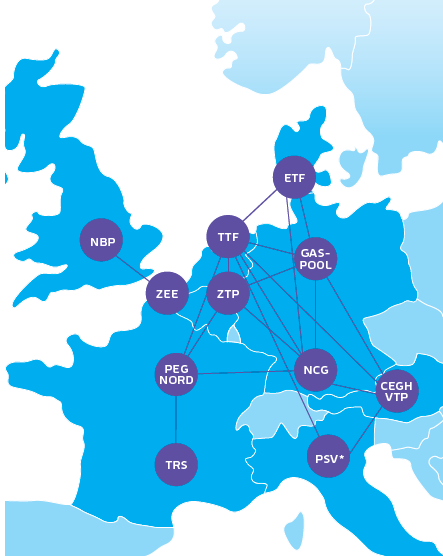 ETF
TTF
NBP
GAS-
POOL
ZEE
ZTP
PEG
NORD
NCG
CEGH
VTP
PSV*
TRS